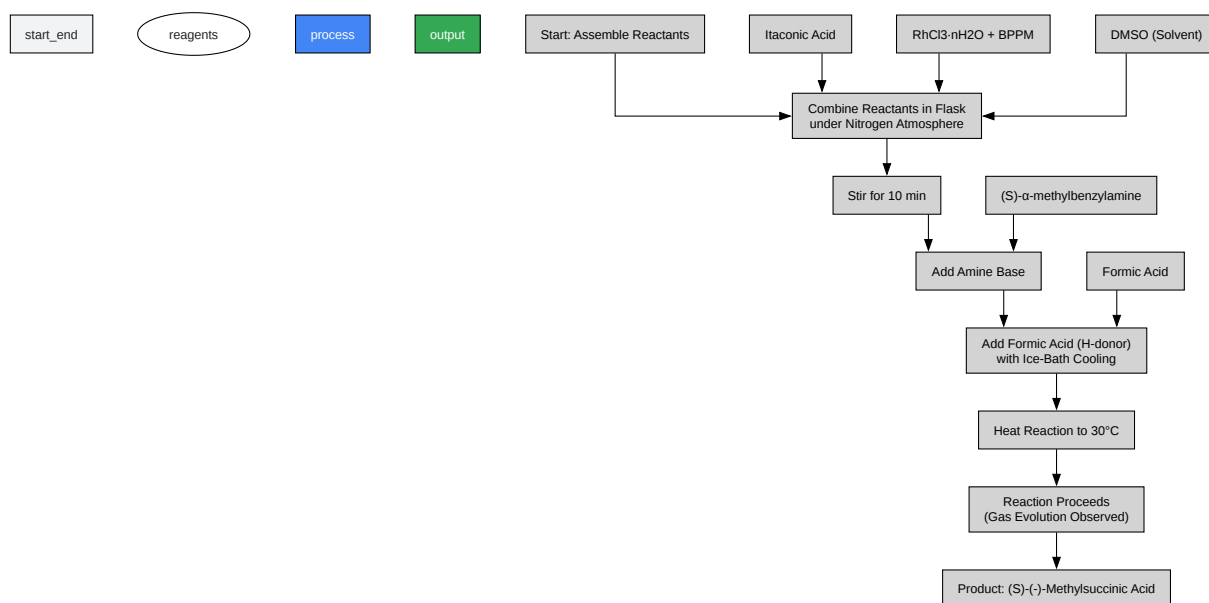 start_end
reagents
process
output
Start: Assemble Reactants
Itaconic Acid
RhCl3·nH2O + BPPM
DMSO (Solvent)
Combine Reactants in Flask
under Nitrogen Atmosphere
Stir for 10 min
(S)-α-methylbenzylamine
Add Amine Base
Formic Acid
Add Formic Acid (H-donor)
with Ice-Bath Cooling
Heat Reaction to 30°C
Reaction Proceeds
(Gas Evolution Observed)
Product: (S)-(-)-Methylsuccinic Acid